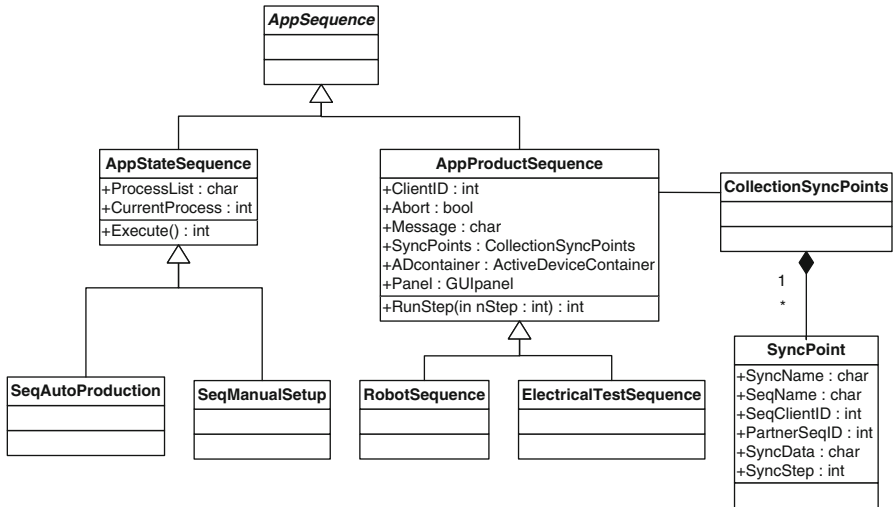 AppSequence
AppStateSequence
+ProcessList : char
+CurrentProcess : int
+Execute() : int
AppProductSequence
+ClientID : int
+Abort : bool
+Message : char
+SyncPoints : CollectionSyncPoints
+ADcontainer : ActiveDeviceContainer
+Panel : GUIpanel
+RunStep(in nStep : int) : int
CollectionSyncPoints
1
*
SeqAutoProduction
SeqManualSetup
RobotSequence
ElectricalTestSequence
SyncPoint
+SyncName : char
+SeqName : char
+SeqClientID : int
+PartnerSeqID : int
+SyncData : char
+SyncStep : int